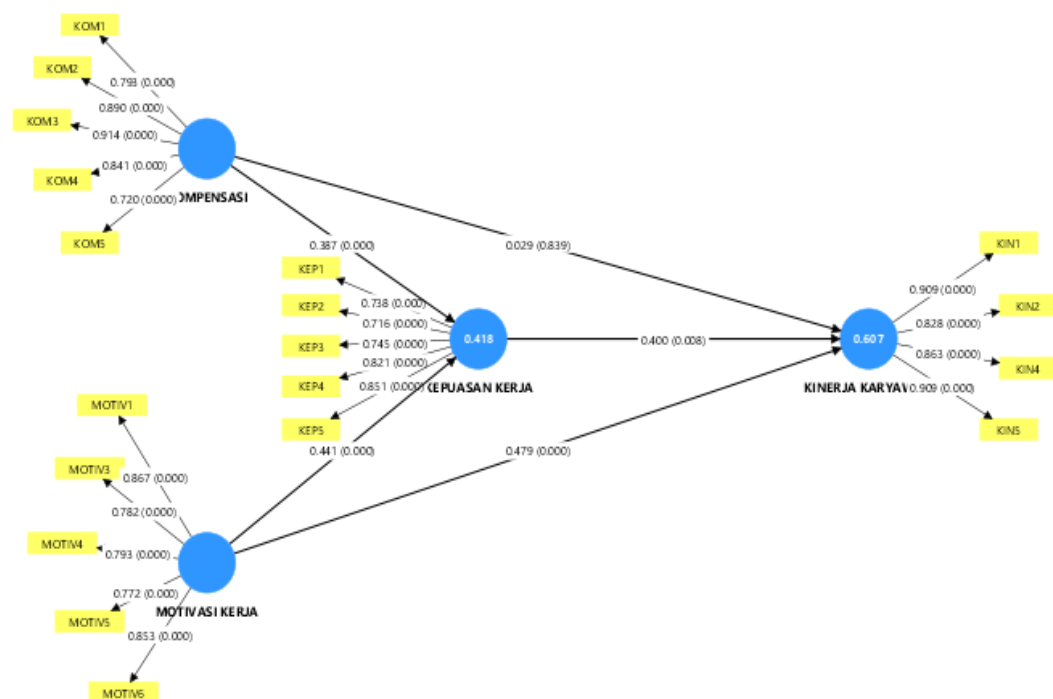 KOM1
KOM2
KOM3
KOM4
KOM5
0.793 (0.000)
0.890 (0.000)
0.914 (0.000)
0.841 (0.000)
0.720 (0.000)
OMPENSASI
0.387 (0.000)
0.029 (0.839)
KEP1
KEP2
KEP3
KEP4
KEP5
0.738 (0.000)
0.716 (0.000)
0.745 (0.000)
0.821 (0.000)
0.851 (0.000)
0.418
EPUASAN KERJA
0.400 (0.008)
0.607
KINERJA KARYAW
KIN1
KIN2
KIN4
KIN5
0.909 (0.000)
0.828 (0.000)
0.863 (0.000)
0.909 (0.000)
0.441 (0.000)
0.479 (0.000)
MOTIV1
MOTIV3
MOTIV4
MOTIV5
MOTIV6
0.867 (0.000)
0.782 (0.000)
0.793 (0.000)
0.772 (0.000)
0.853 (0.000)
MOTIVASI KERJA